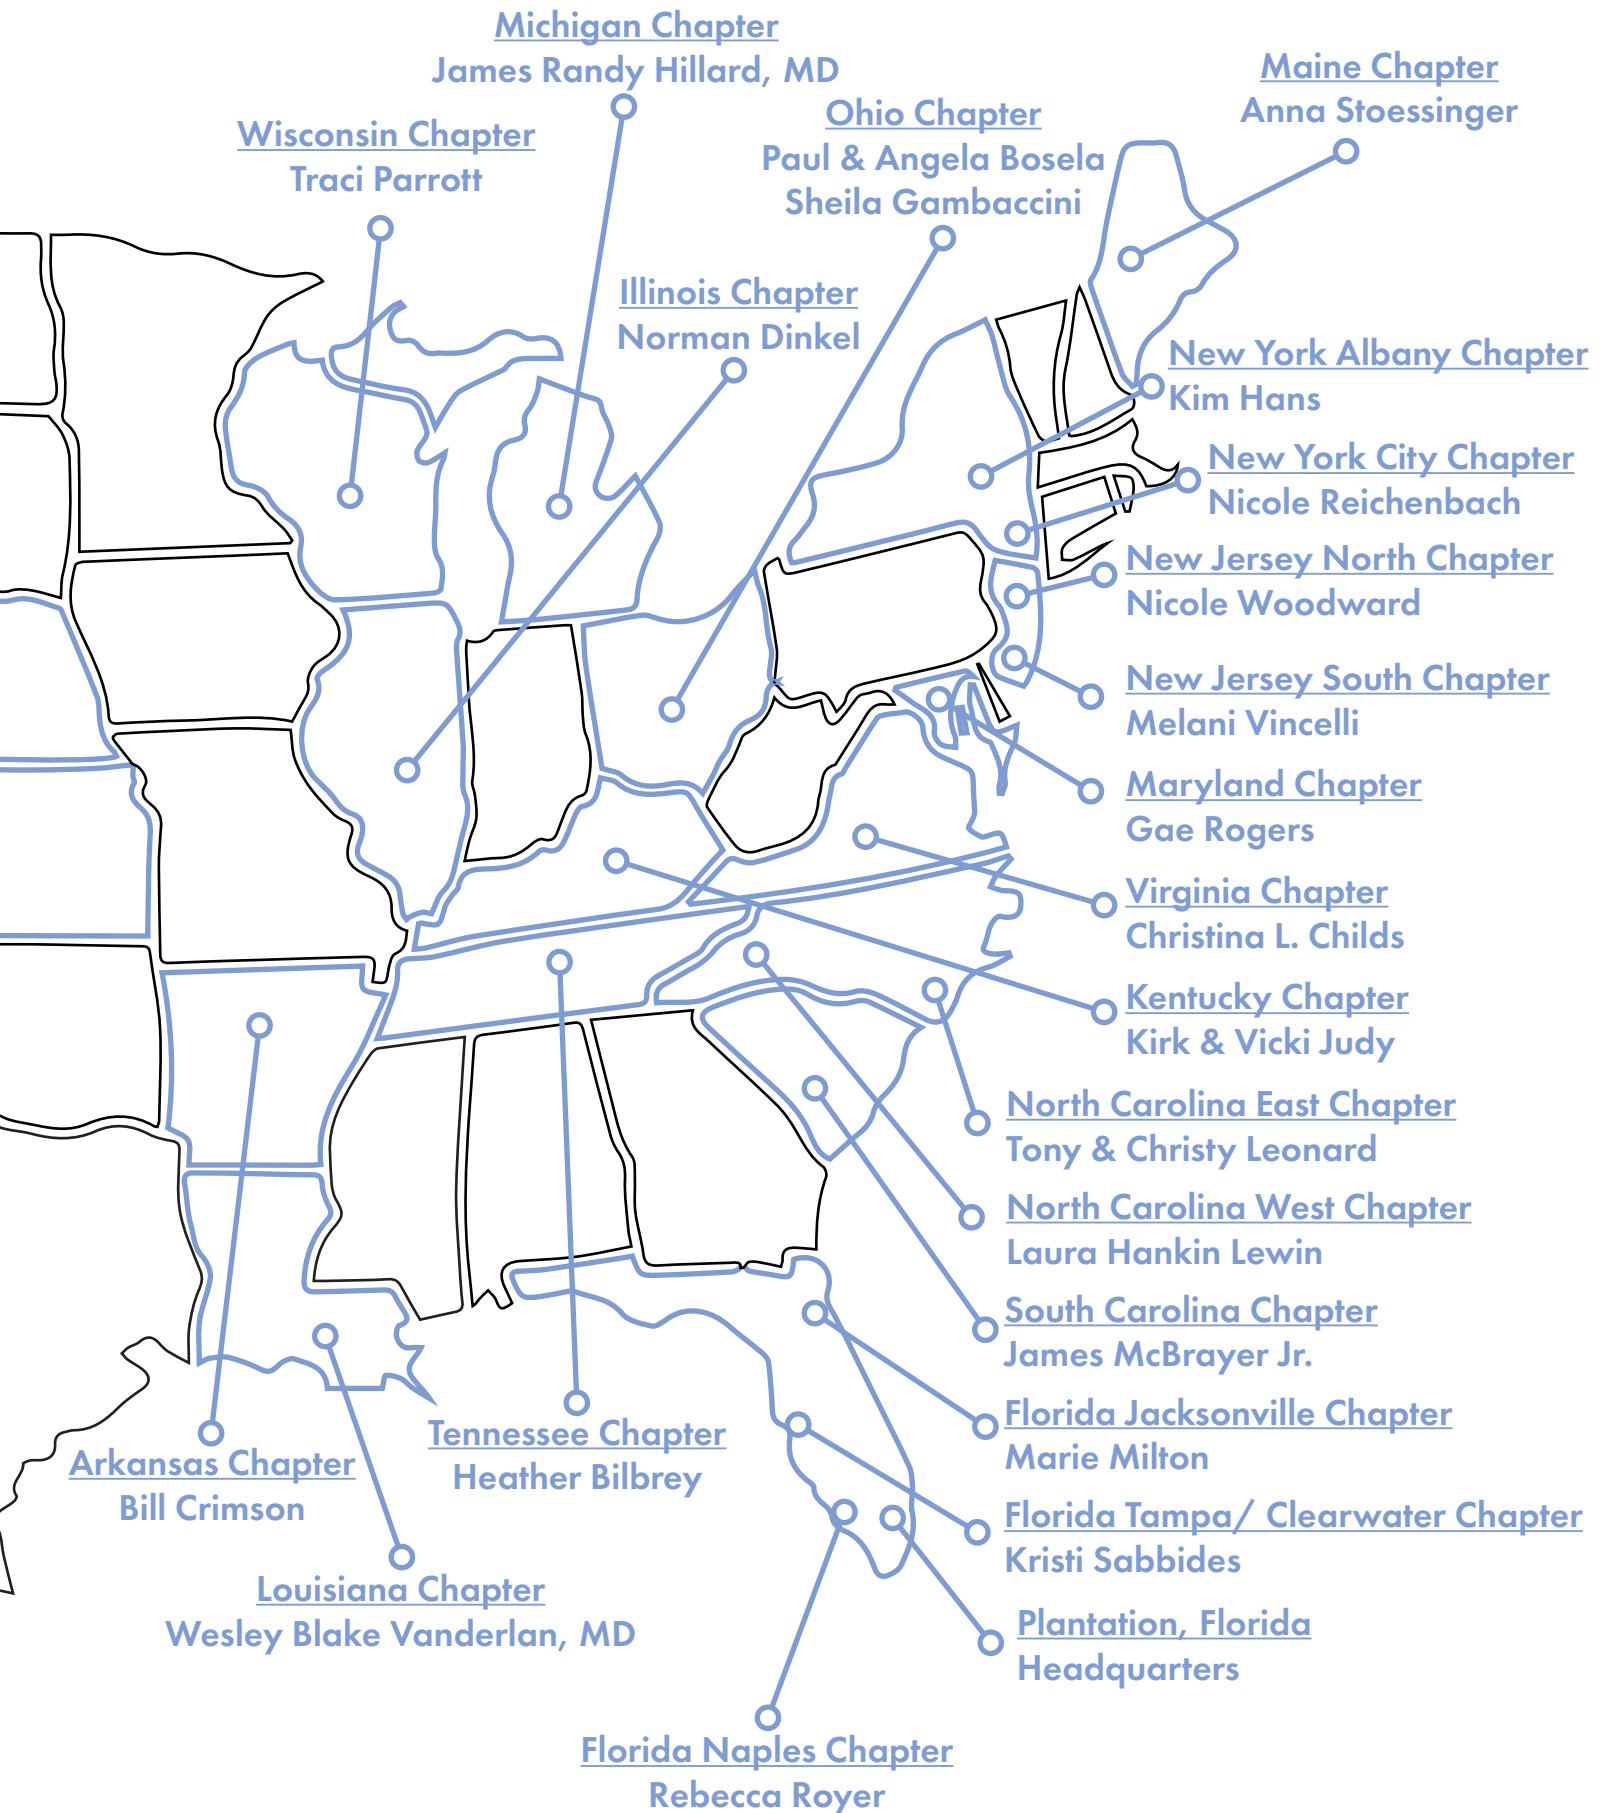 Michigan Chapter
James Randy Hillard, MD
Maine Chapter
Anna Stoessinger
Ohio Chapter
Paul & Angela Bosela
Sheila Gambaccini
Wisconsin Chapter
Traci Parrott
Illinois Chapter
Norman Dinkel
New York Albany Chapter
Kim Hans
New York City Chapter
Nicole Reichenbach
New Jersey North Chapter
Nicole Woodward
New Jersey South Chapter
Melani Vincelli
Maryland Chapter
Gae Rogers
Virginia Chapter
Christina L. Childs
Kentucky Chapter
Kirk & Vicki Judy
North Carolina East Chapter
Tony & Christy Leonard
North Carolina West Chapter
Laura Hankin Lewin
South Carolina Chapter
James McBrayer Jr.
Florida Jacksonville Chapter
Marie Milton
Tennessee Chapter
Heather Bilbrey
Arkansas Chapter
Bill Crimson
Florida Tampa/ Clearwater Chapter
Kristi Sabbides
Louisiana Chapter
Wesley Blake Vanderlan, MD
Plantation, Florida
Headquarters
Florida Naples Chapter
Rebecca Royer